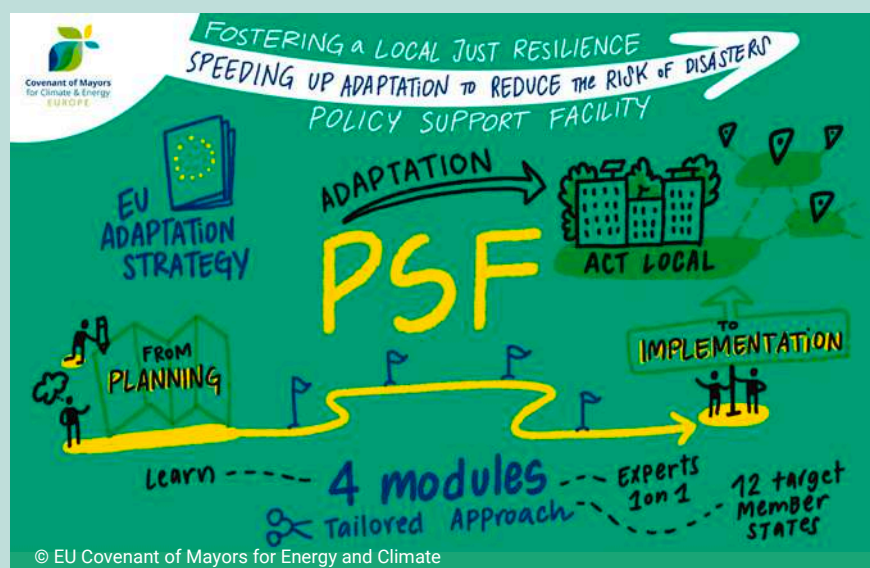 Covenant of Mayors
for Climate & Energy
EUROPE
FOSTERING a LOCAL JUST RESILIENCE
SPEEDING UP ADAPTATION TO REDUCE THE RISK OF DISASTERS
POLICY SUPPORT FACILITY
EU
ADAPTATION
STRATEGY
ADAPTATION
PSF
ACT LOCAL
FROM
PLANNING
TO
IMPLEMENTATION
Learn
4 modules
Tailored APPROACH
EXPERTS
1on1
12 target
MEMBER
STATES
© EU Covenant of Mayors for Energy and Climate